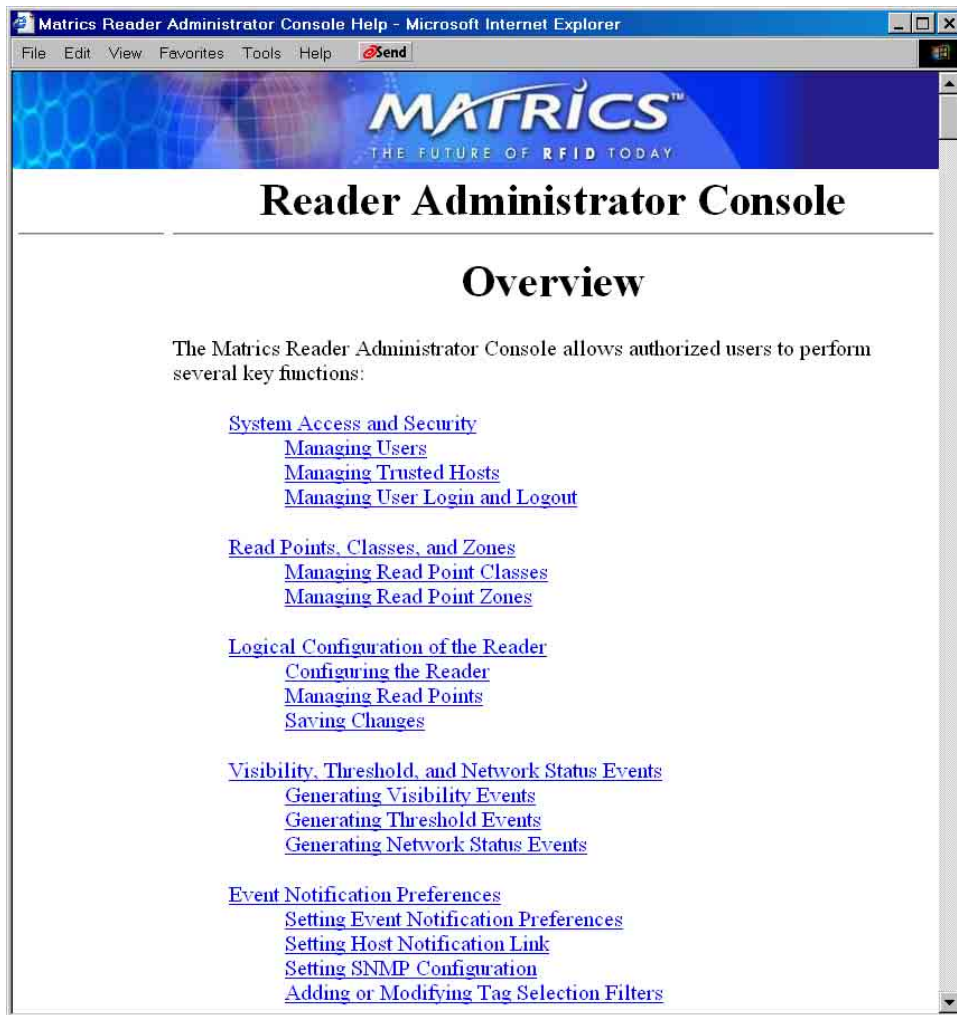 Matrics Reader Administrator Console Help - Microsoft Internet Explorer
File Edit View Favorites Tools Help eSend
MATRICS™
THE FUTURE OF RFID TODAY
Reader Administrator Console
Overview
The Matrics Reader Administrator Console allows authorized users to perform
several key functions:
System Access and Security
Managing Users
Managing Trusted Hosts
Managing User Login and Logout
Read Points, Classes, and Zones
Managing Read Point Classes
Managing Read Point Zones
Logical Configuration of the Reader
Configuring the Reader
Managing Read Points
Saving Changes
Visibility, Threshold, and Network Status Events
Generating Visibility Events
Generating Threshold Events
Generating Network Status Events
Event Notification Preferences
Setting Event Notification Preferences
Setting Host Notification Link
Setting SNMP Configuration
Adding or Modifying Tag Selection Filters